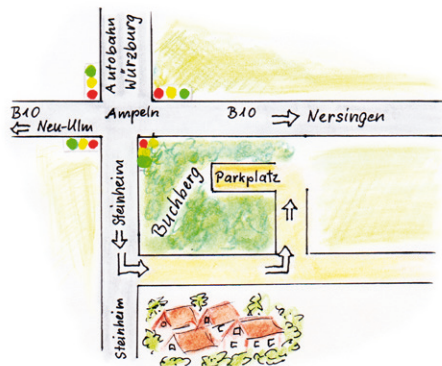 Autobahn
Würzburg
B10
Ampeln
B10
Nersingen
Neu-Ulm
Steinheim
Buchberg
Parkplatz
Steinheim